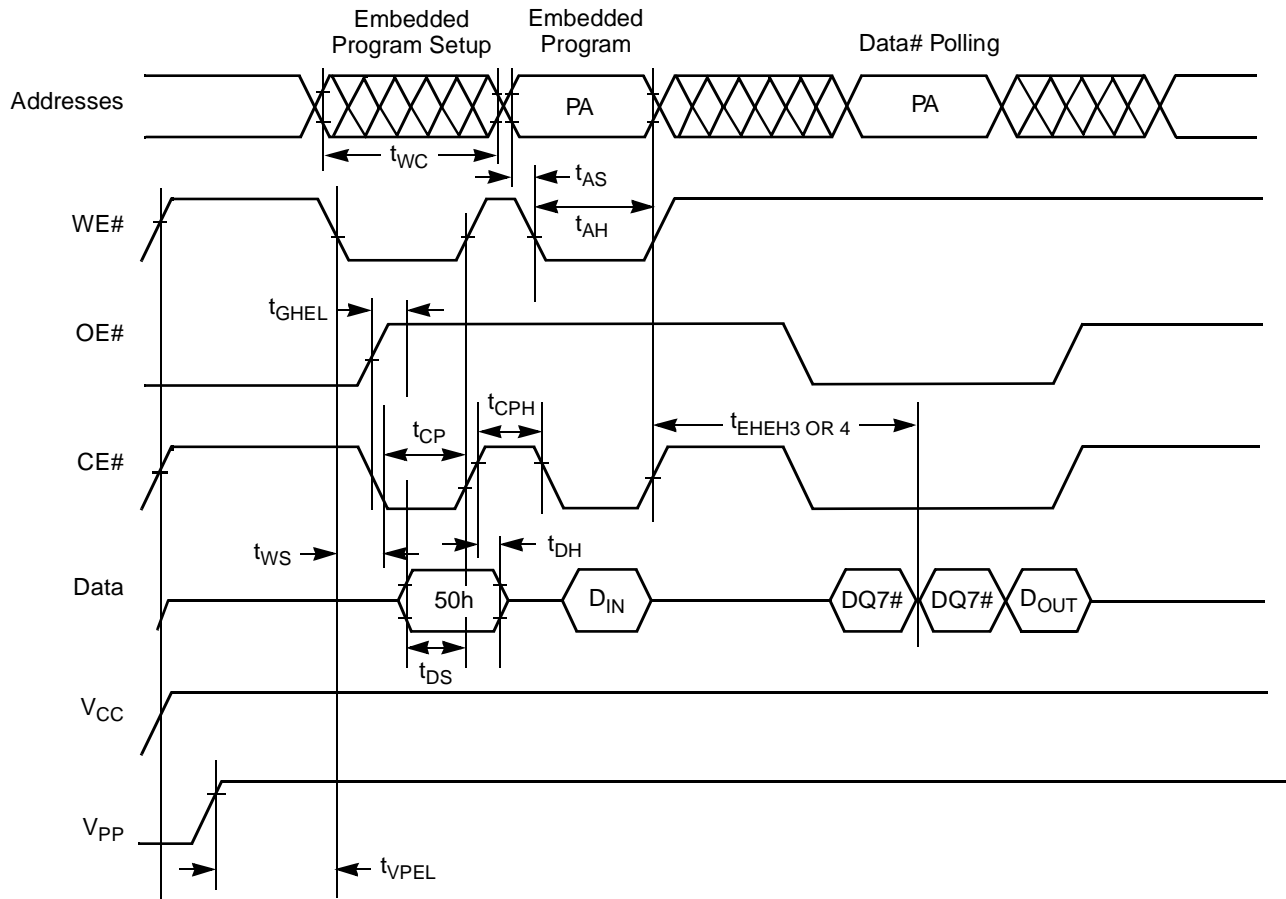 Embedded
Program Setup
Embedded
Program
Data# Polling
Addresses
PA
PA
tWC
tAS
WE#
tAH
tGHEL
OE#
tCPH
tCP
tEHEH3 OR 4
CE#
tWS
tDH
Data
50h
DIN
DQ7#
DQ7#
DOUT
tDS
VCC
VPP
tVPEL